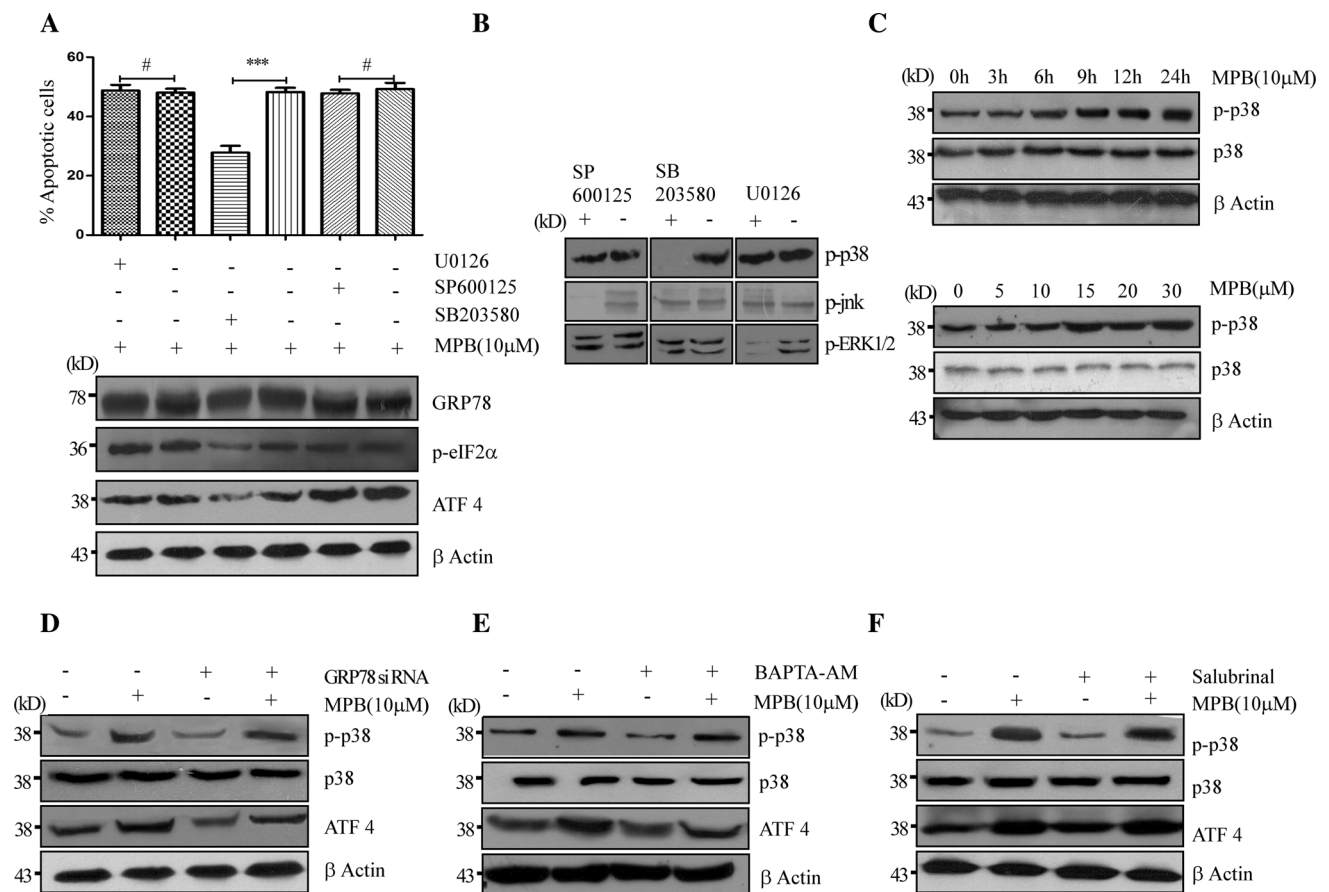 A
% Apoptotic cells
60
40
20
0
# *** #
+ - - - - - U0126
- - - - + - SP600125
- - + - - - SB203580
+ + + + + + MPB(10μM)
(kD)
78 GRP78
36 p-eIF2α
38 ATF 4
43 β Actin
B
SP 600125 SB 203580 U0126
(kD) + - + - + -
p-p38
p-jnk
p-ERK1/2
C
(kD) 0h 3h 6h 9h 12h 24h MPB(10μM)
38 p-p38
38 p38
43 β Actin
(kD) 0 5 10 15 20 30 MPB(μM)
38 p-p38
38 p38
43 β Actin
D
- - + + GRP78 siRNA
(kD) - + - + MPB(10μM)
38 p-p38
38 p38
38 ATF 4
43 β Actin
E
- - + + BAPTA-AM
(kD) - + - + MPB(10μM)
38 p-p38
38 p38
38 ATF 4
43 β Actin
F
- - + + Salubrinal
(kD) - + - + MPB(10μM)
38 p-p38
38 p38
38 ATF 4
43 β Actin